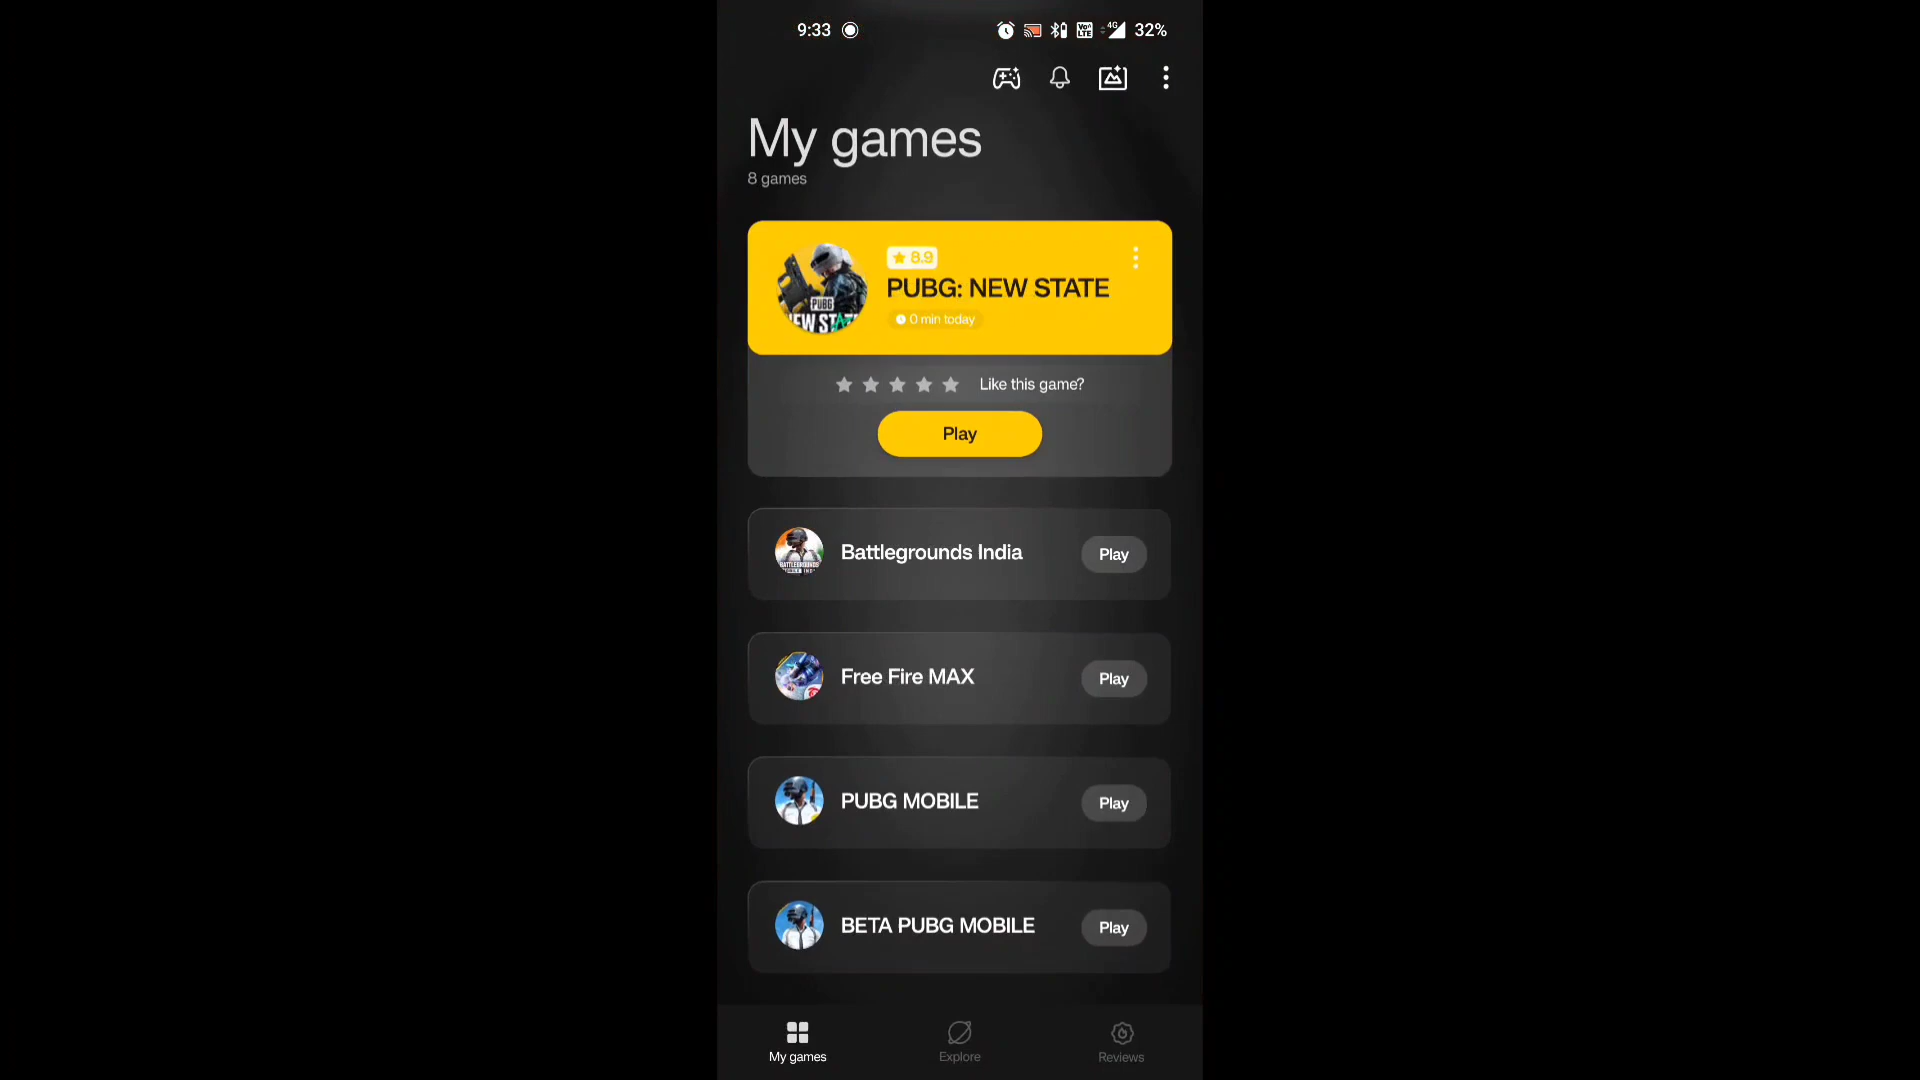 9:33
4G 32%
My games
8 games
8.9
PUBG: NEW STATE
0 min today
Like this game?
Play
Battlegrounds India
Play
Free Fire MAX
Play
PUBG MOBILE
Play
BETA PUBG MOBILE
Play
My games
Explore
Reviews